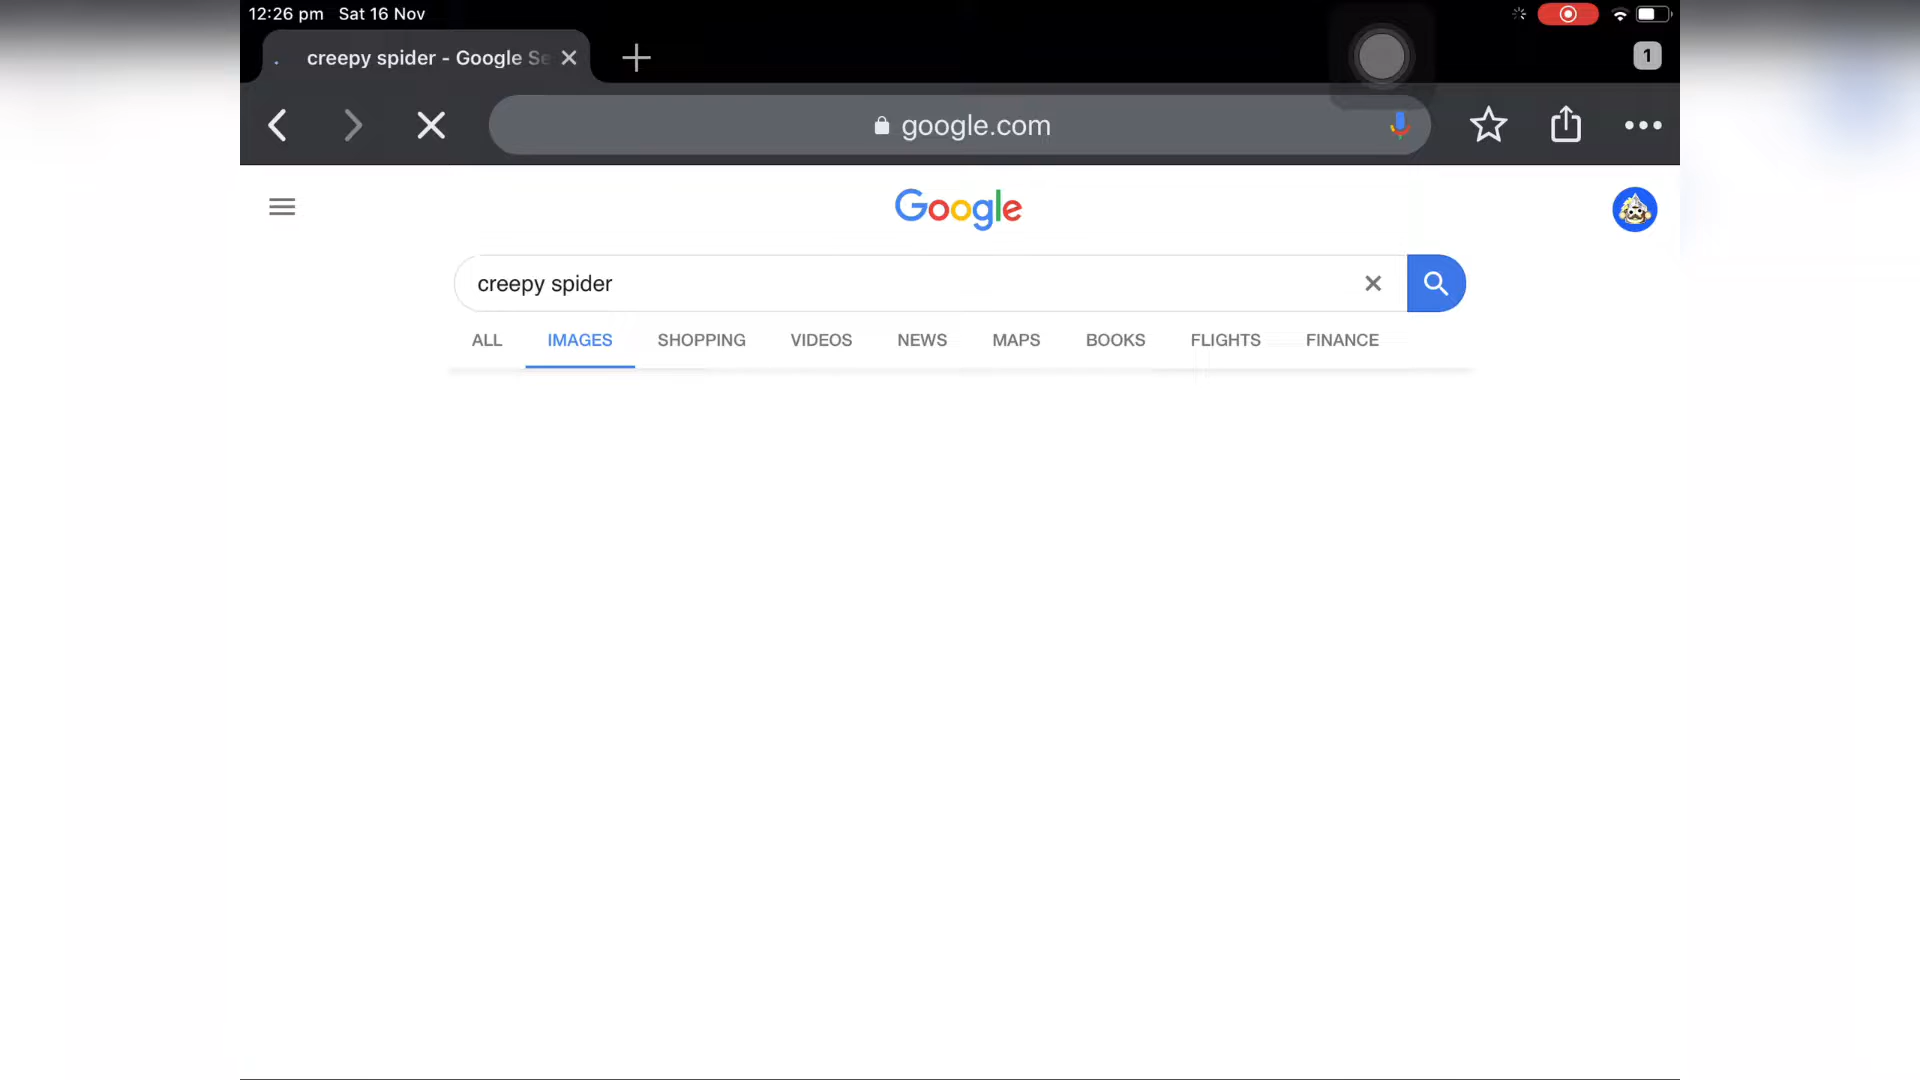 12:26 pm Sat 16 Nov
creepy spider - Google Se
1
google.com
Google
creepy spider
ALL IMAGES SHOPPING VIDEOS NEWS MAPS BOOKS FLIGHTS FINANCE